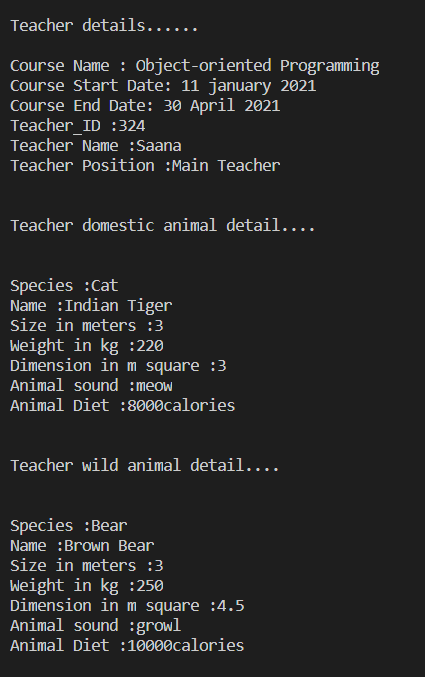 Teacher details......
Course Name : Object-oriented Programming
Course Start Date: 11 january 2021
Course End Date: 30 April 2021
Teacher_ID :324
Teacher Name :Saana
Teacher Position :Main Teacher
Teacher domestic animal detail....
Species :Cat
Name :Indian Tiger
Size in meters :3
Weight in kg :220
Dimension in m square :3
Animal sound :meow
Animal Diet :8000calories
Teacher wild animal detail....
Species :Bear
Name :Brown Bear
Size in meters :3
Weight in kg :250
Dimension in m square :4.5
Animal sound :growl
Animal Diet :10000calories